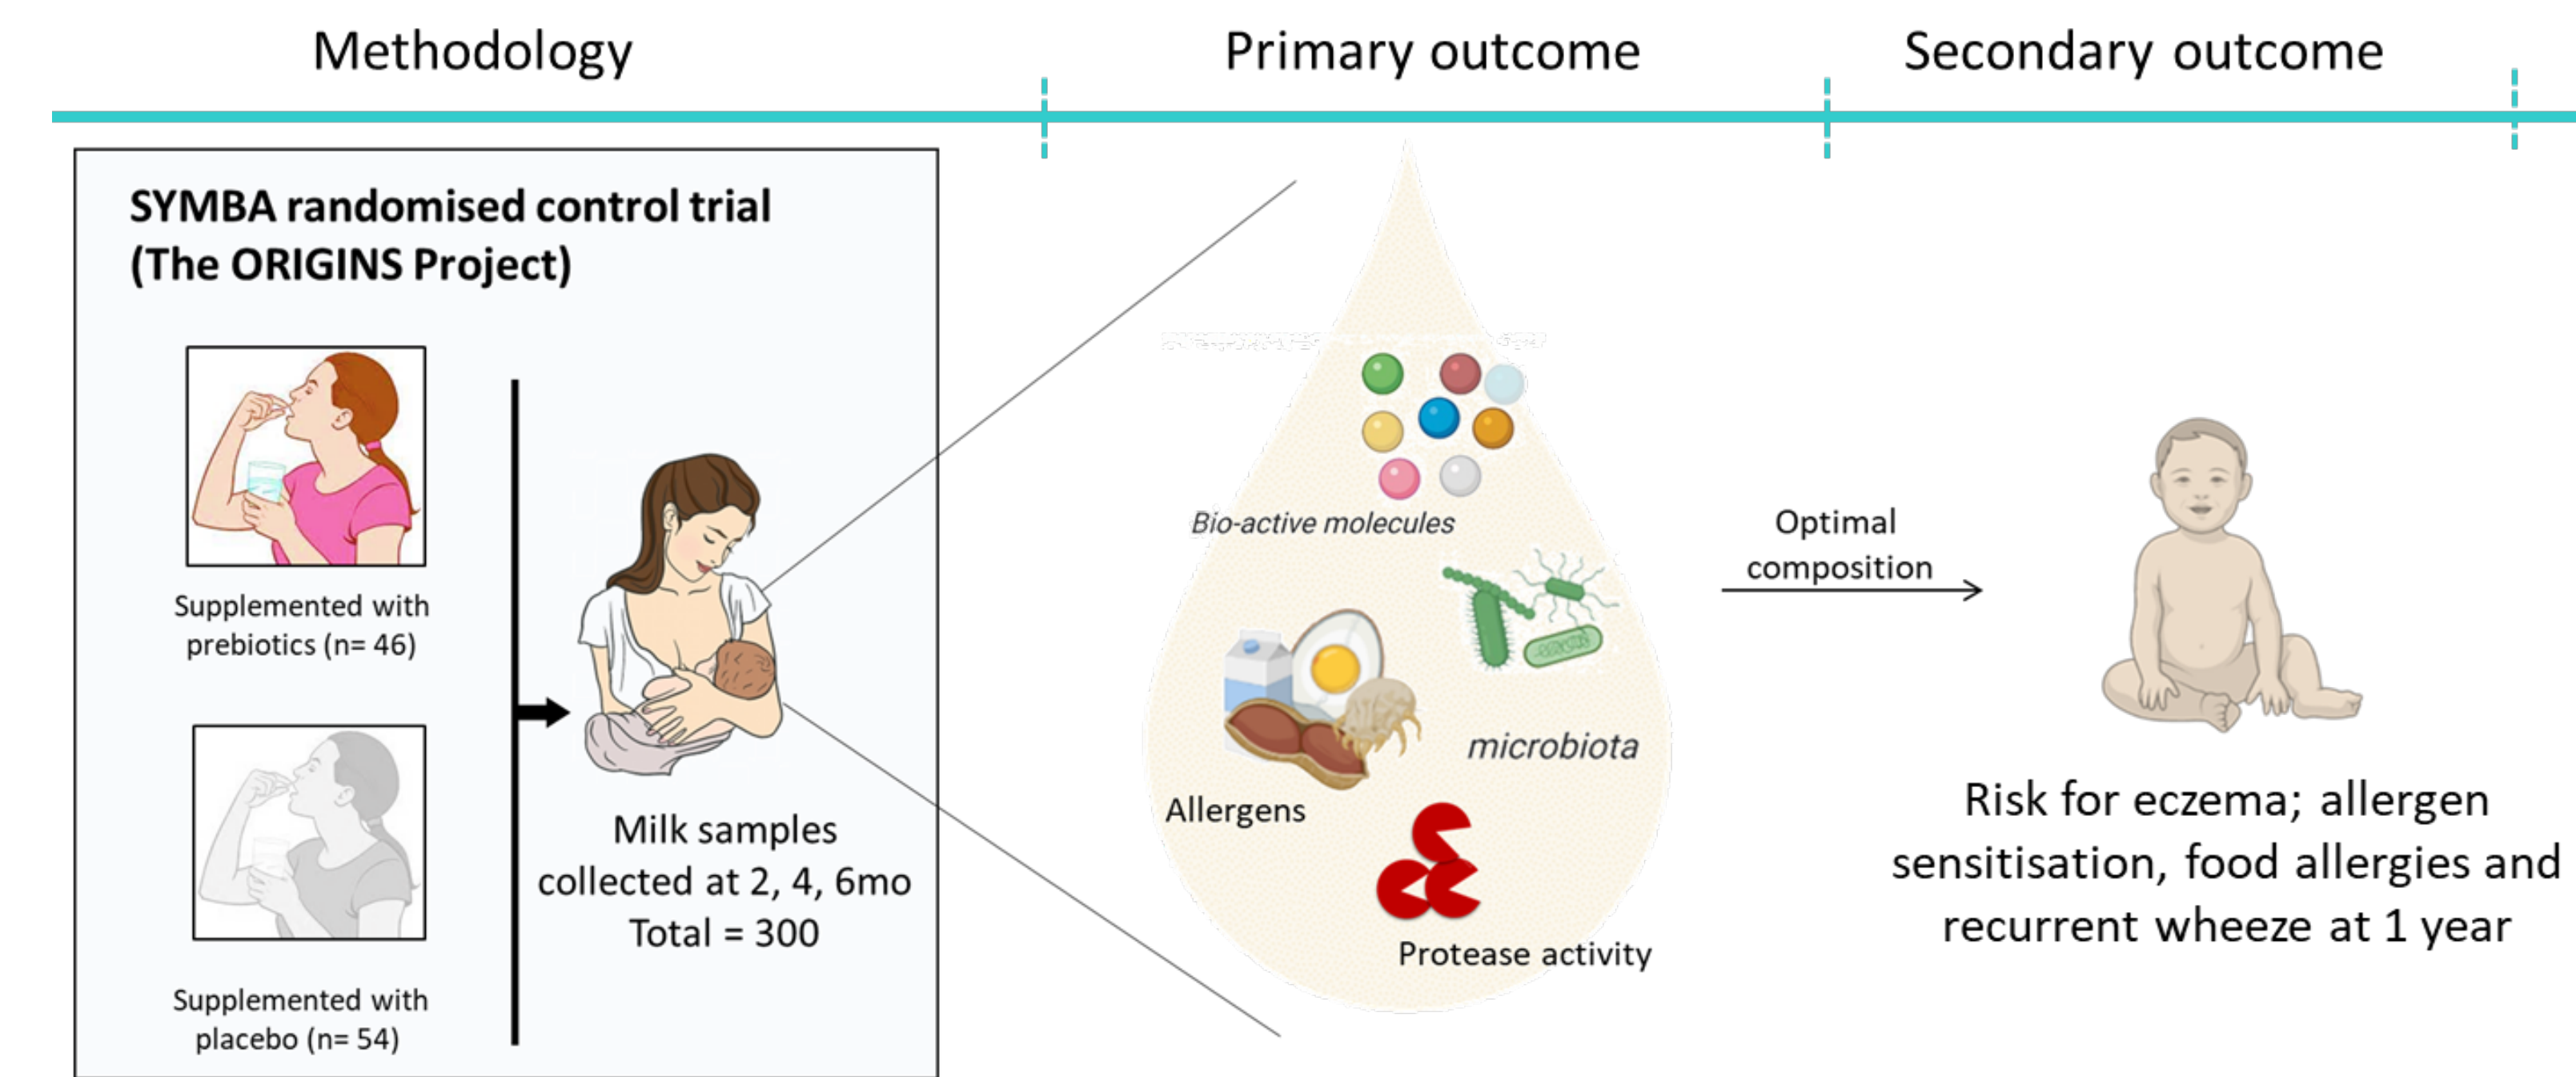 Methodology
Primary outcome
Secondary outcome
SYMBA randomised control trial
(The ORIGINS Project)
Supplemented with
prebiotics (n= 46)
Supplemented with
placebo (n= 54)
Milk samples
collected at 2, 4, 6mo
Total = 300
Bio-active molecules
microbiota
Allergens
Protease activity
Optimal
composition
Risk for eczema; allergen
sensitisation, food allergies and
recurrent wheeze at 1 year